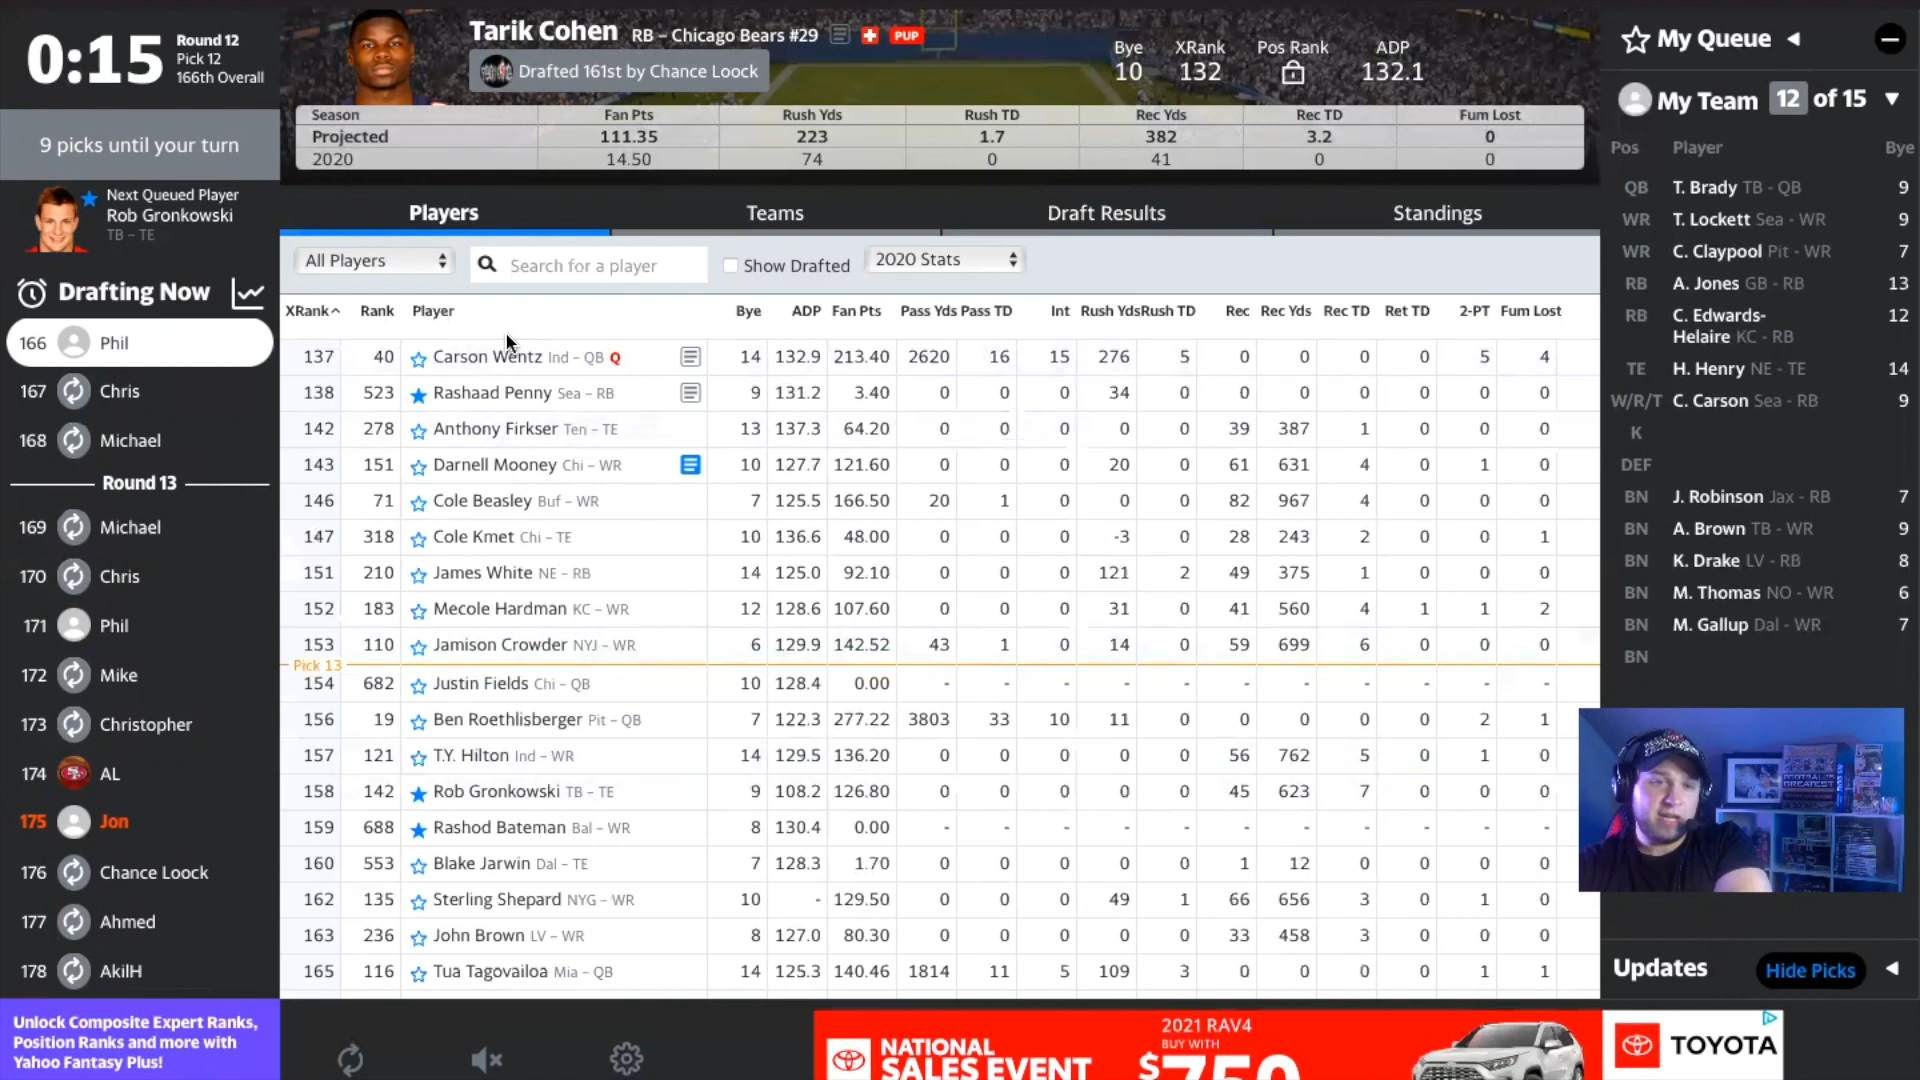 0:15
Round 12
Pick 12
166th Overall
9 picks until your turn
Next Queued Player
Rob Gronkowski
TB – TE
Drafting Now
166 Phil
167 Chris
168 Michael
Round 13
169 Michael
170 Chris
171 Phil
172 Mike
173 Christopher
174 AL
175 Jon
176 Chance Loock
177 Ahmed
178 AkilH
Unlock Composite Expert Ranks,
Position Ranks and more with
Yahoo Fantasy Plus!
Tarik Cohen RB – Chicago Bears #29 PUP
Drafted 161st by Chance Loock
Bye XRank Pos Rank ADP
10 132 132.1
Season Fan Pts Rush Yds Rush TD Rec Yds Rec TD Fum Lost
Projected 111.35 223 1.7 382 3.2 0
2020 14.50 74 0 41 0 0
Players Teams Draft Results Standings
All Players Search for a player Show Drafted 2020 Stats
XRank Rank Player Bye ADP Fan Pts Pass Yds Pass TD Int Rush Yds Rush TD Rec Rec Yds Rec TD Ret TD 2-PT Fum Lost
137 40 Carson Wentz Ind – QB Q 14 132.9 213.40 2620 16 15 276 5 0 0 0 0 5 4
138 523 Rashaad Penny Sea – RB 9 131.2 3.40 0 0 0 34 0 0 0 0 0 0 0
142 278 Anthony Firkser Ten – TE 13 137.3 64.20 0 0 0 0 0 39 387 1 0 0 0
143 151 Darnell Mooney Chi – WR 10 127.7 121.60 0 0 0 20 0 61 631 4 0 1 0
146 71 Cole Beasley Buf – WR 7 125.5 166.50 20 1 0 0 0 82 967 4 0 0 0
147 318 Cole Kmet Chi – TE 10 136.6 48.00 0 0 0 -3 0 28 243 2 0 0 1
151 210 James White NE – RB 14 125.0 92.10 0 0 0 121 2 49 375 1 0 0 0
152 183 Mecole Hardman KC – WR 12 128.6 107.60 0 0 0 31 0 41 560 4 1 1 2
153 110 Jamison Crowder NYJ – WR 6 129.9 142.52 43 1 0 14 0 59 699 6 0 0 0
Pick 13
154 682 Justin Fields Chi – QB 10 128.4 0.00 - - - - - - - - - - -
156 19 Ben Roethlisberger Pit – QB 7 122.3 277.22 3803 33 10 11 0 0 0 0 0 2 1
157 121 T.Y. Hilton Ind – WR 14 129.5 136.20 0 0 0 0 0 56 762 5 0 1 0
158 142 Rob Gronkowski TB – TE 9 108.2 126.80 0 0 0 0 0 45 623 7 0 0 0
159 688 Rashod Bateman Bal – WR 8 130.4 0.00 - - - - - - - - - - -
160 553 Blake Jarwin Dal – TE 7 128.3 1.70 0 0 0 0 0 1 12 0 0 0 0
162 135 Sterling Shepard NYG – WR 10 - 129.50 0 0 0 49 1 66 656 3 0 1 0
163 236 John Brown LV – WR 8 127.0 80.30 0 0 0 0 0 33 458 3 0 0 0
165 116 Tua Tagovailoa Mia – QB 14 125.3 140.46 1814 11 5 109 3 0 0 0 0 1 1
NATIONAL
SALES EVENT
2021 RAV4
BUY WITH
$750
TOYOTA
My Queue
My Team 12 of 15
Pos Player Bye
QB T. Brady TB - QB 9
WR T. Lockett Sea - WR 9
WR C. Claypool Pit - WR 7
RB A. Jones GB - RB 13
RB C. Edwards- 12
Helaire KC - RB
TE H. Henry NE - TE 14
W/R/T C. Carson Sea - RB 9
K
DEF
BN J. Robinson Jax - RB 7
BN A. Brown TB - WR 9
BN K. Drake LV - RB 8
BN M. Thomas NO - WR 6
BN M. Gallup Dal - WR 7
BN
Updates Hide Picks